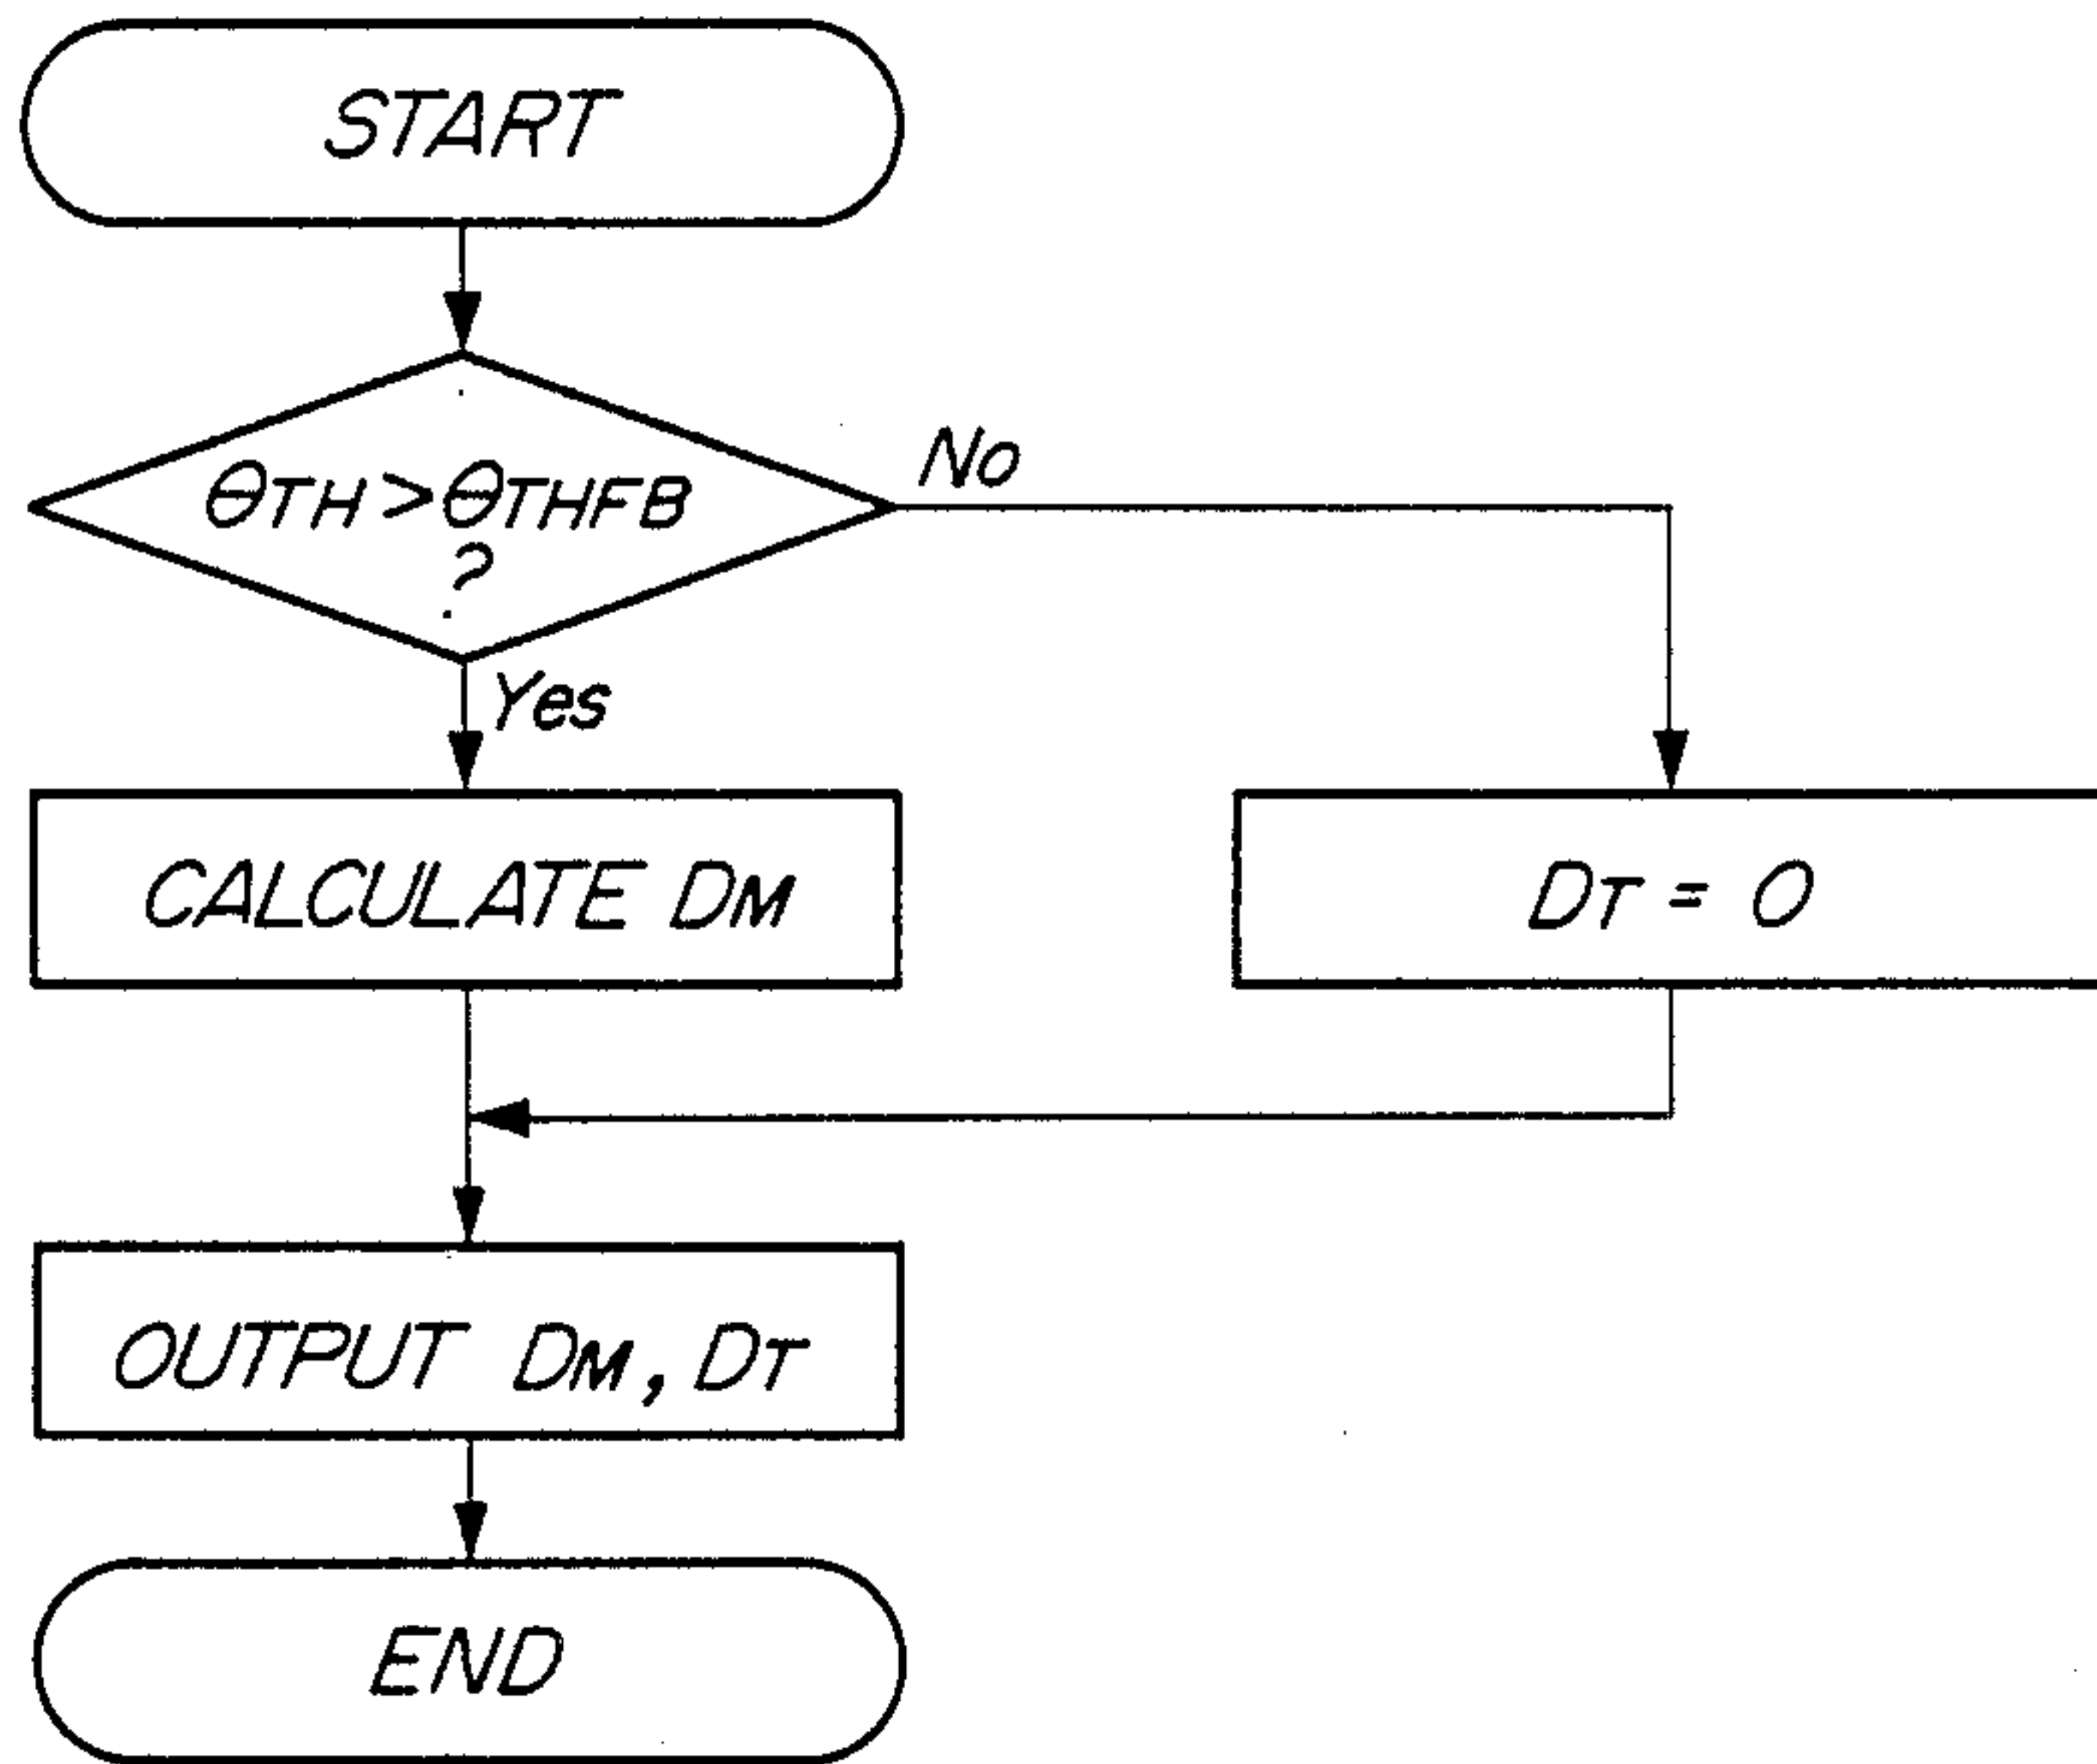 START
θTH>θTHFB
?
No
Yes
CALCULATE DM
DT = 0
OUTPUT DM, DT
END